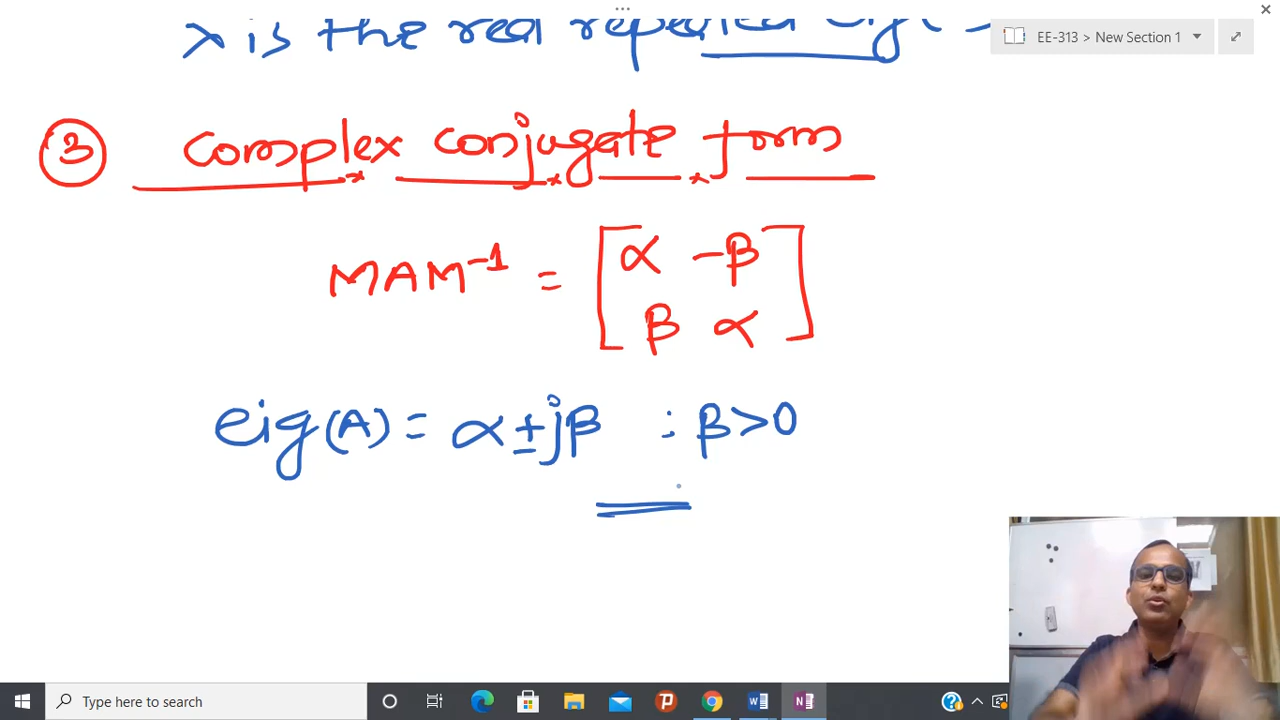 λ is the real repeated
EE-313 > New Section 1
③ Complex conjugate form
MAM⁻¹ = [α -β
β α]
eig(A) = α ± jβ : β > 0
Type here to search